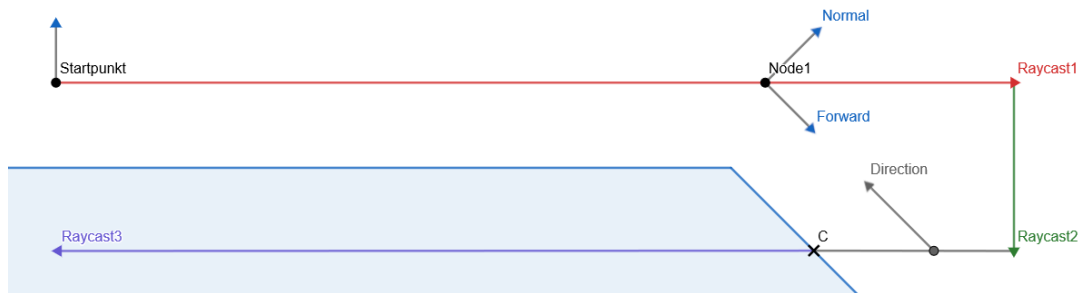 Normal
Startpunkt
Node1
Raycast1
Forward
Direction
Raycast3
C
Raycast2